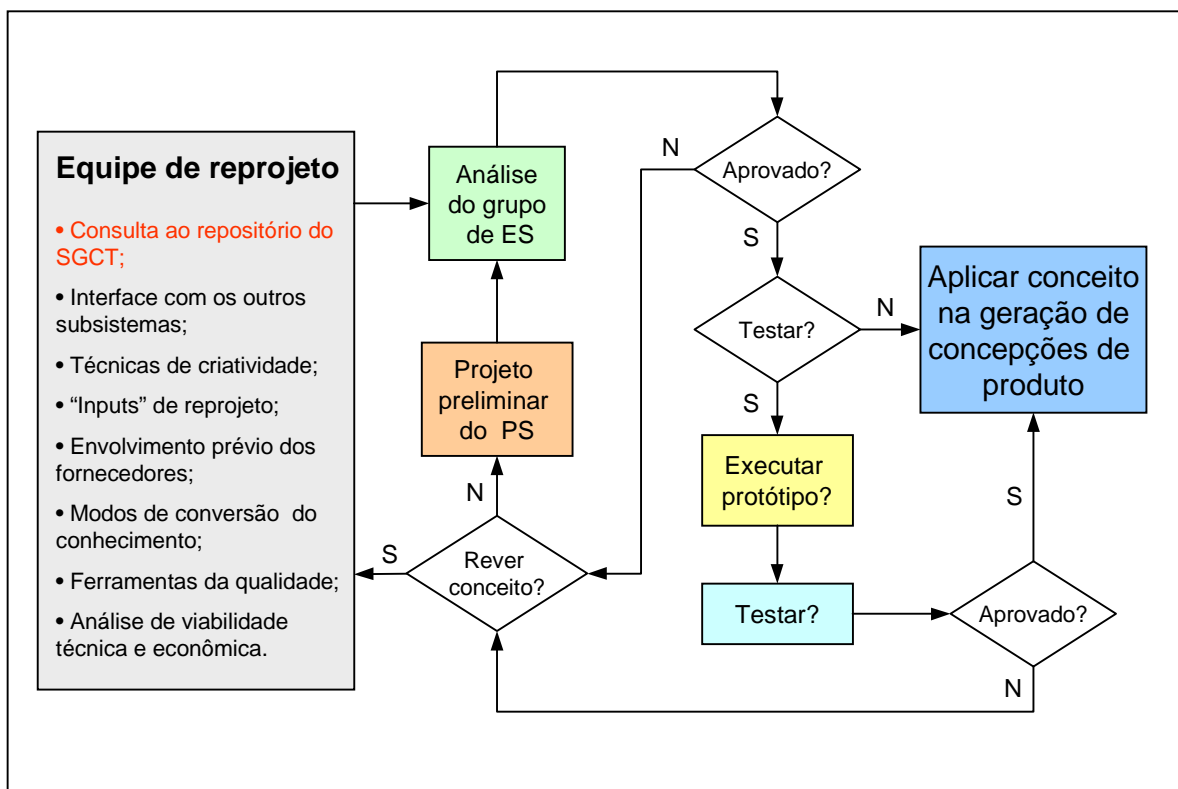 Equipe de reprojeto
• Consulta ao repositório do
SGCT;
• Interface com os outros
subsistemas;
• Técnicas de criatividade;
• “Inputs” de reprojeto;
• Envolvimento prévio dos
fornecedores;
• Modos de conversão do
conhecimento;
• Ferramentas da qualidade;
• Análise de viabilidade
técnica e econômica.
Análise
do grupo
de ES
Projeto
preliminar
do PS
N
S
Rever
conceito?
N
Aprovado?
S
Testar?
N
S
Executar
protótipo?
Testar?
Aprovado?
S
N
Aplicar conceito
na geração de
concepções de
produto